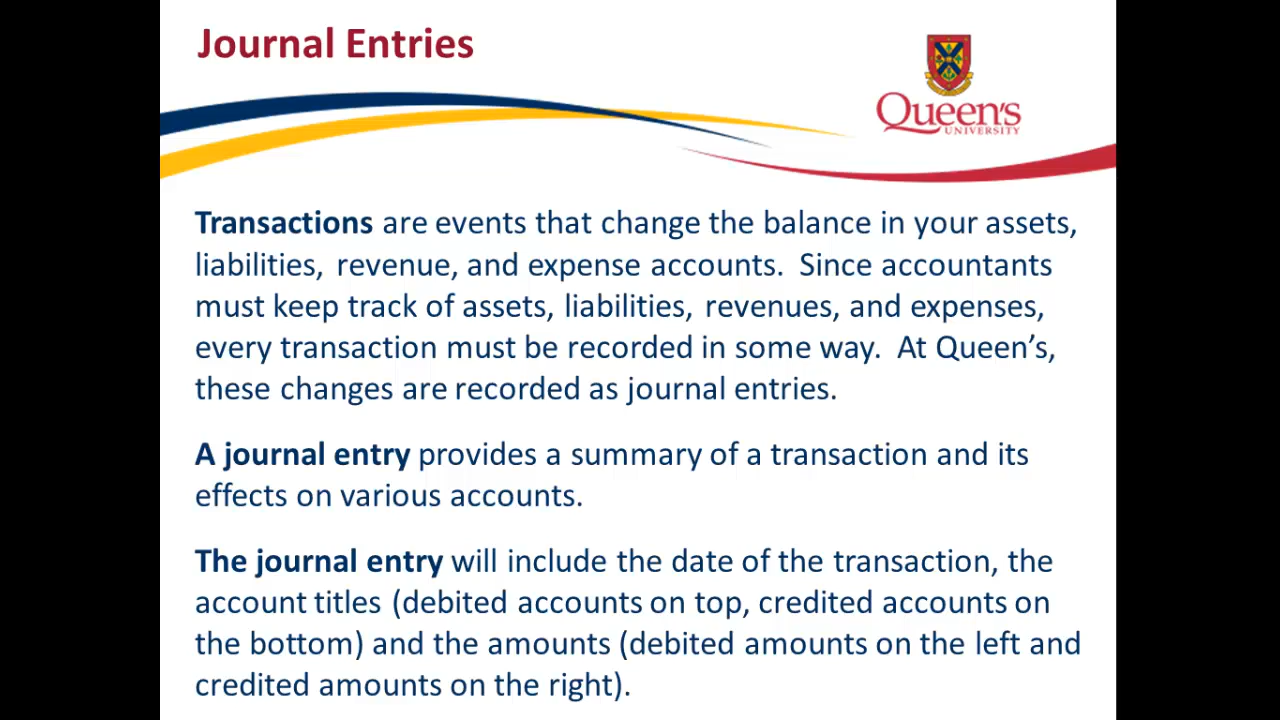 Journal Entries
Queen's
UNIVERSITY
Transactions are events that change the balance in your assets,
liabilities, revenue, and expense accounts.  Since accountants
must keep track of assets, liabilities, revenues, and expenses,
every transaction must be recorded in some way.  At Queen’s,
these changes are recorded as journal entries.
A journal entry provides a summary of a transaction and its
effects on various accounts.
The journal entry will include the date of the transaction, the
account titles (debited accounts on top, credited accounts on
the bottom) and the amounts (debited amounts on the left and
credited amounts on the right).